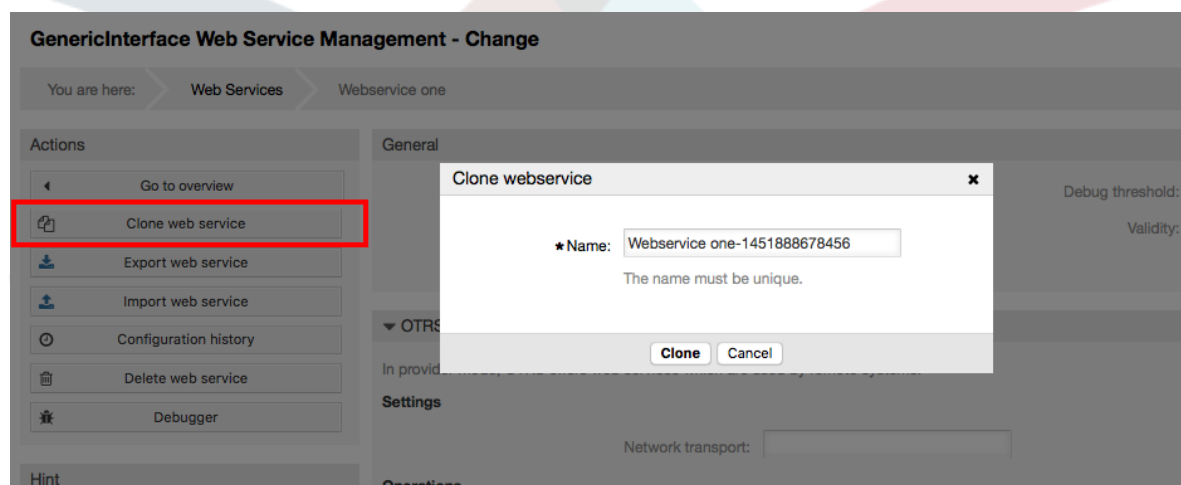 GenericInterface Web Service Management - Change
You are here:
Web Services
Webservice one
Actions
Go to overview
Clone web service
Export web service
Import web service
Configuration history
Delete web service
Debugger
Hint
General
Debug threshold:
Validity:
Clone webservice
* Name: Webservice one-1451888678456
The name must be unique.
Clone Cancel
OTRS
In provid
Settings
Network transport:
Operations